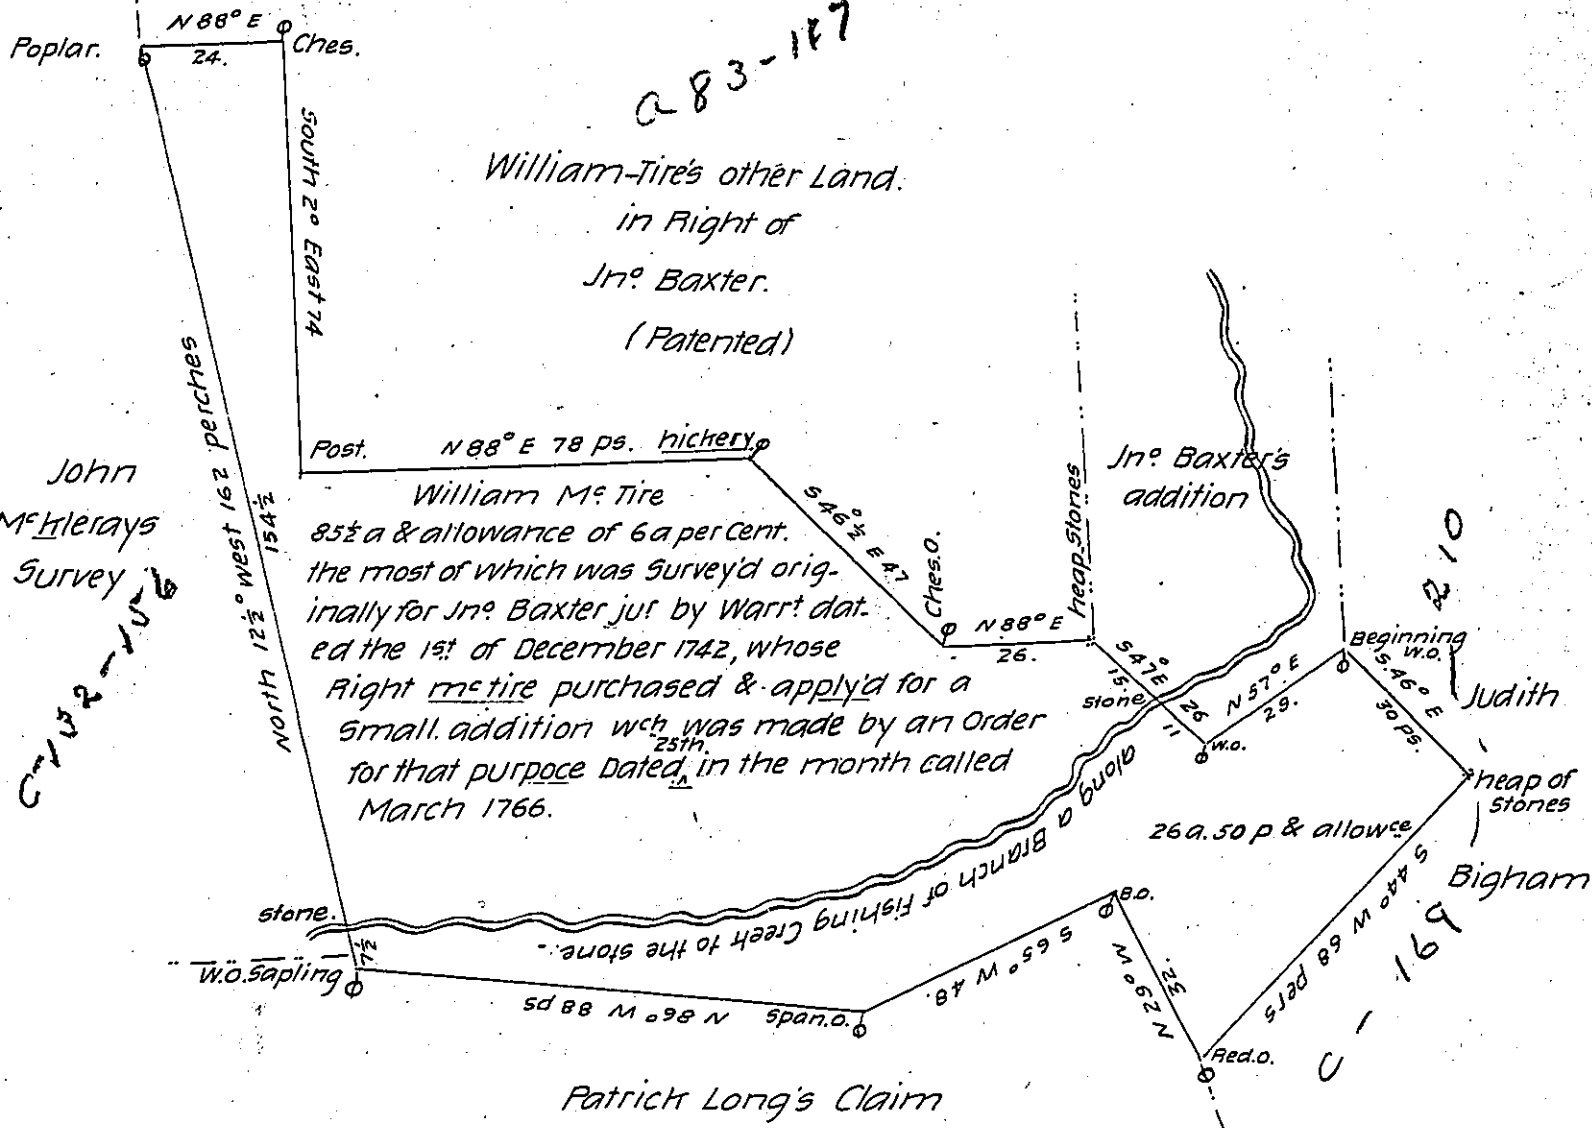 N 88° E
Poplar.
24.
Ches.
a 83-147
South 2° East 74
William-Tire's other Land.
in Right of
Jnº Baxter.
(Patented)
North 12½° West 162 perches
154½
John
McKlerays
Survey
C-152-156
Post.
N 88° E 78 ps.
hickery
William Mc Tire
85½ a & allowance of 6 a per Cent.
the most of which was Survey'd orig-
inally for Jnº Baxter jur by Warrt dat-
ed the 1st of December 1742, whose
Right mctire purchased & apply'd for a
Small addition wch was made by an Order
for that purpoce Dated 25th in the month called
March 1766.
S 46½° E 47
Ches.o.
N 88° E
26.
heap Stones
Jnº Baxter's
addition
S 47° E
15.
stone
26
11
W.o.
N 57° E
29.
Beginning
W.o.
S. 46° E
30 ps.
210
Judith
heap of
stones
Bigham
26 a. 50 p & allowce
S 44° W 68 pers
C-169
along a Branch of Fishing Creek to the stone.-
stone.
7½
W.o. sapling
N 86° W 88 ps
span.o.
S 65° W 48.
B.o.
N 29° W
32.
Red.o.
Patrick Long's Claim